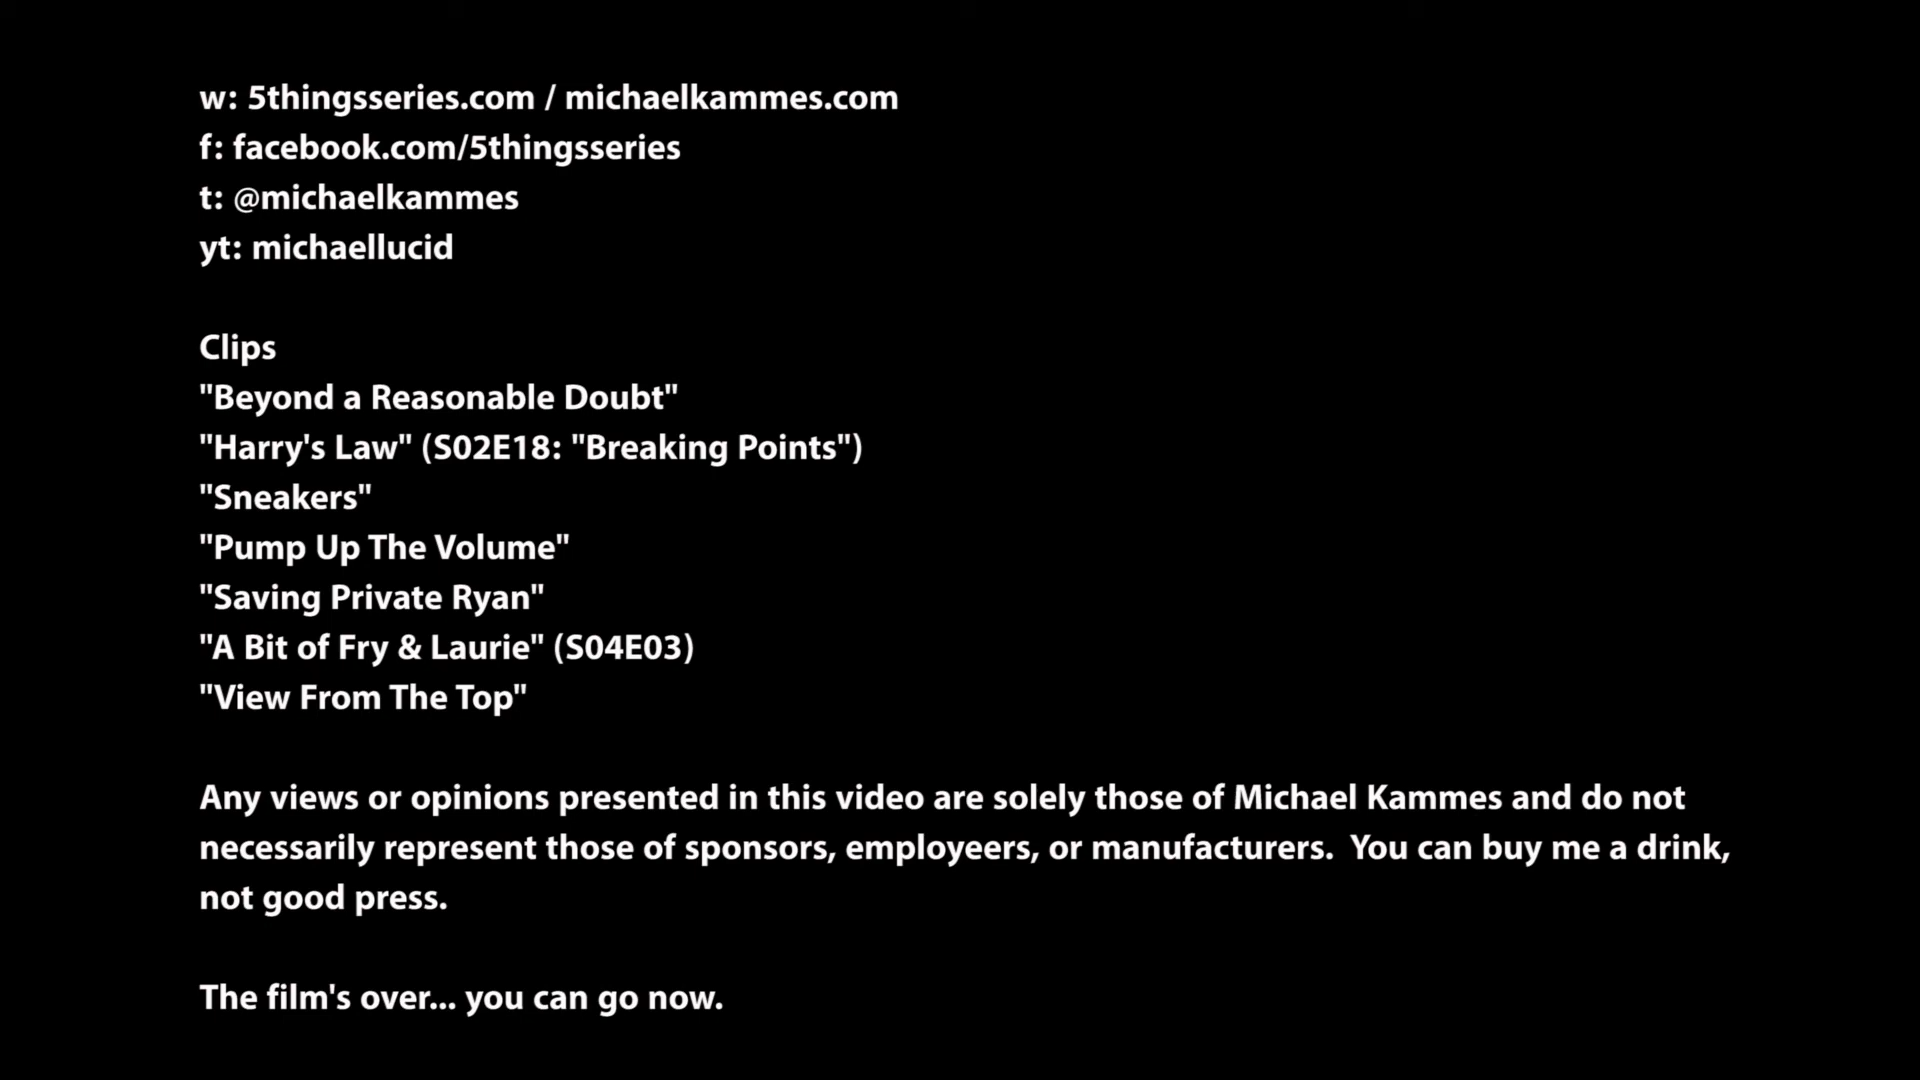 w: 5thingsseries.com / michaelkammes.com
f: facebook.com/5thingsseries
t: @michaelkammes
yt: michaellucid
Clips
"Beyond a Reasonable Doubt"
"Harry's Law" (S02E18: "Breaking Points")
"Sneakers"
"Pump Up The Volume"
"Saving Private Ryan"
"A Bit of Fry & Laurie" (S04E03)
"View From The Top"
Any views or opinions presented in this video are solely those of Michael Kammes and do not
necessarily represent those of sponsors, employeers, or manufacturers.  You can buy me a drink,
not good press.
The film's over... you can go now.